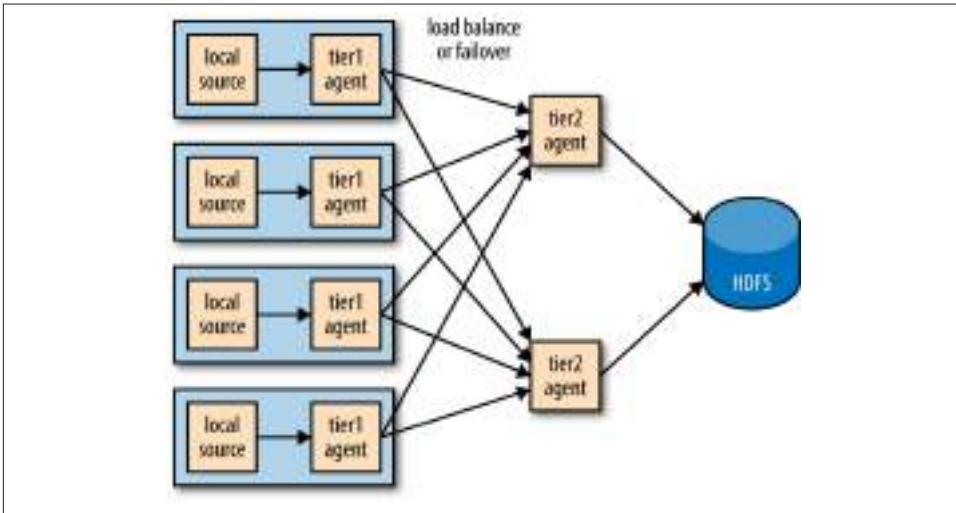 load balance
or failover
local
source
tier1
agent
local
source
tier1
agent
local
source
tier1
agent
local
source
tier1
agent
tier2
agent
tier2
agent
HDFS